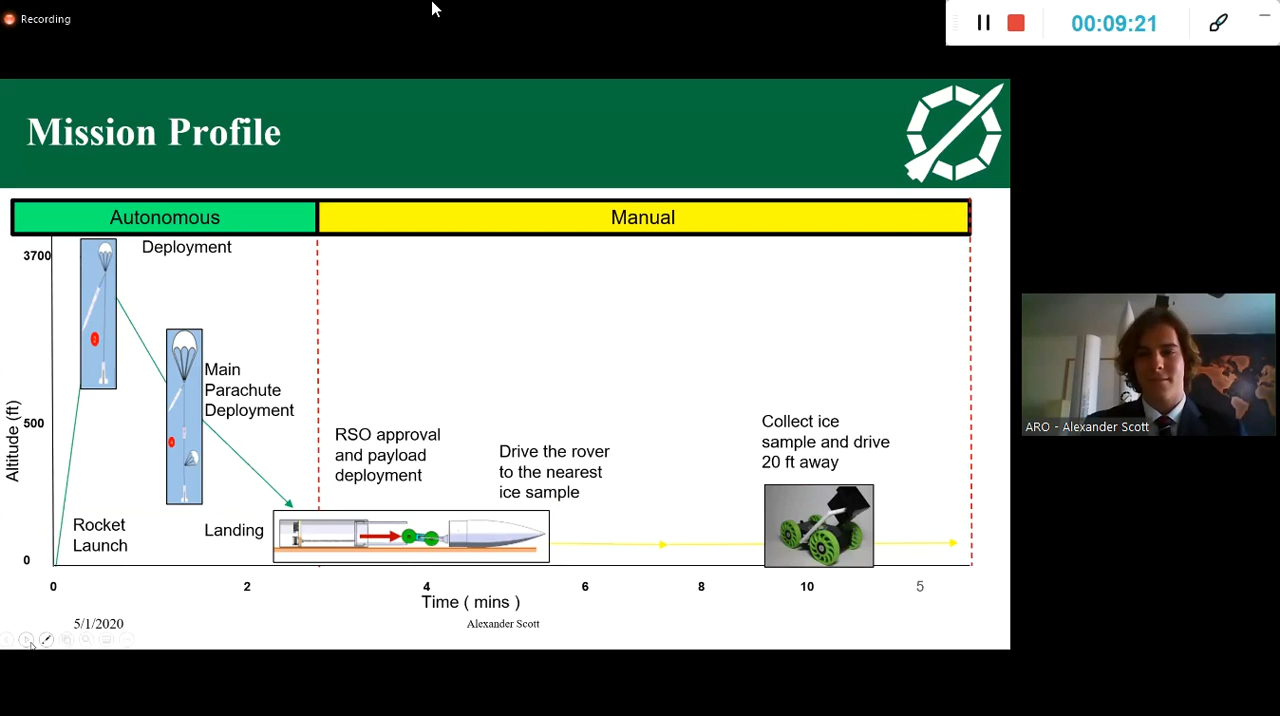 Recording
00:09:21
Mission Profile
Autonomous
Manual
3700
Deployment
Main
Parachute
Deployment
500
Altitude (ft)
RSO approval
and payload
deployment
Drive the rover
to the nearest
ice sample
Collect ice
sample and drive
20 ft away
Rocket
Launch
Landing
0
0
2
4
6
8
10
5
Time ( mins )
5/1/2020
Alexander Scott
ARO - Alexander Scott